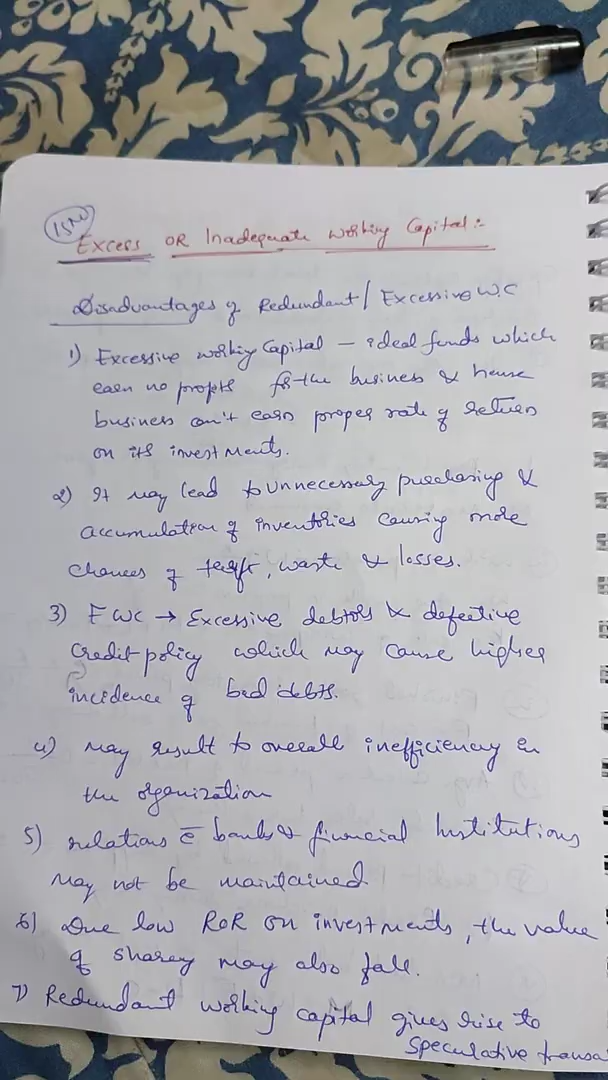 15M
Excess OR Inadequate Working Capital :-
Disadvantages of Redundant / Excessive W.C
1) Excessive working Capital – ideal funds which
earn no profits for the business & hense
business can't earn proper rate of return
on its investments.
2) It may lead to unnecessary purchasing &
accumulation of inventories causing more
chances of , waste & losses.
3) EWC → Excessive debtors & defective
Credit policy which may cause higher
incidence of bad debts.
4) May result to overall inefficiency in
the organization
5) relations c̄ banks & financial Institutions
May not be maintained
6) Due low ROR on investments, the value
of shares may also fall.
7) Redundant working capital gives rise to
Speculative transa